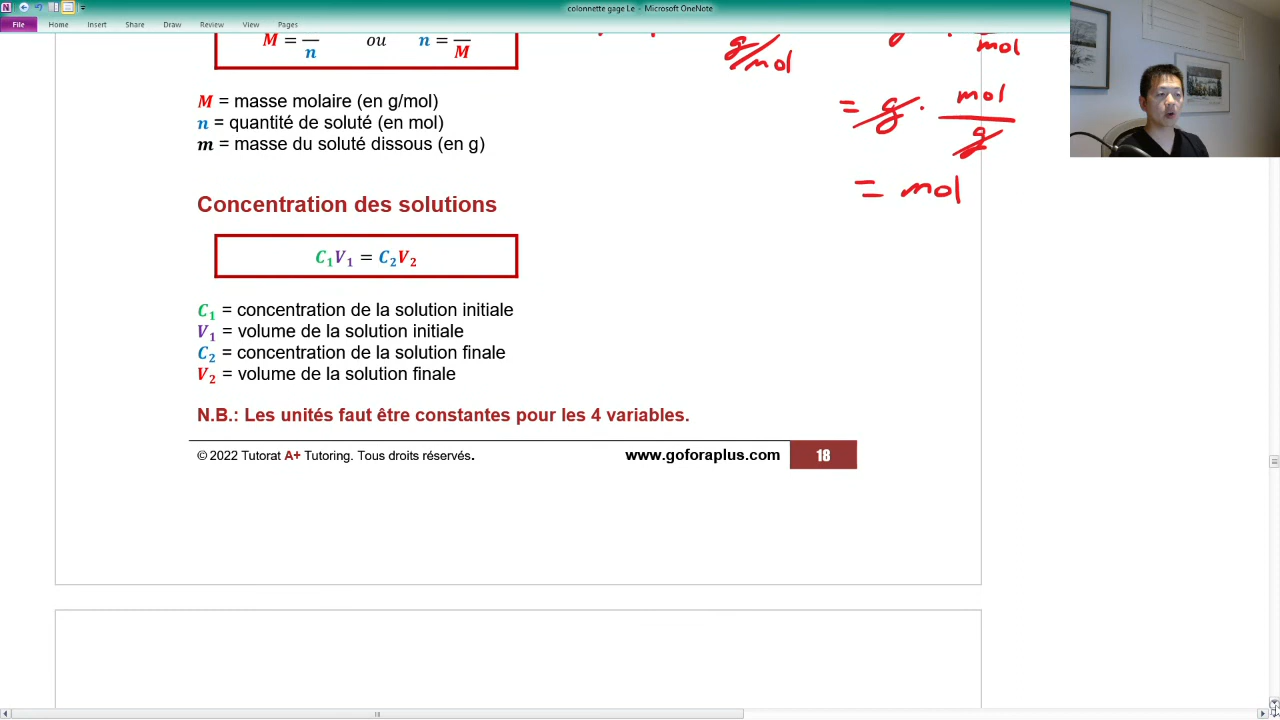 colonnette gage Le - Microsoft OneNote
File Home Insert Share Draw Review View Pages
M = — n ou n = — M
g/mol
mol
M = masse molaire (en g/mol)
n = quantité de soluté (en mol)
m = masse du soluté dissous (en g)
= g · mol
g
= mol
Concentration des solutions
C₁V₁ = C₂V₂
C₁ = concentration de la solution initiale
V₁ = volume de la solution initiale
C₂ = concentration de la solution finale
V₂ = volume de la solution finale
N.B.: Les unités faut être constantes pour les 4 variables.
© 2022 Tutorat A+ Tutoring. Tous droits réservés.
www.goforaplus.com 18